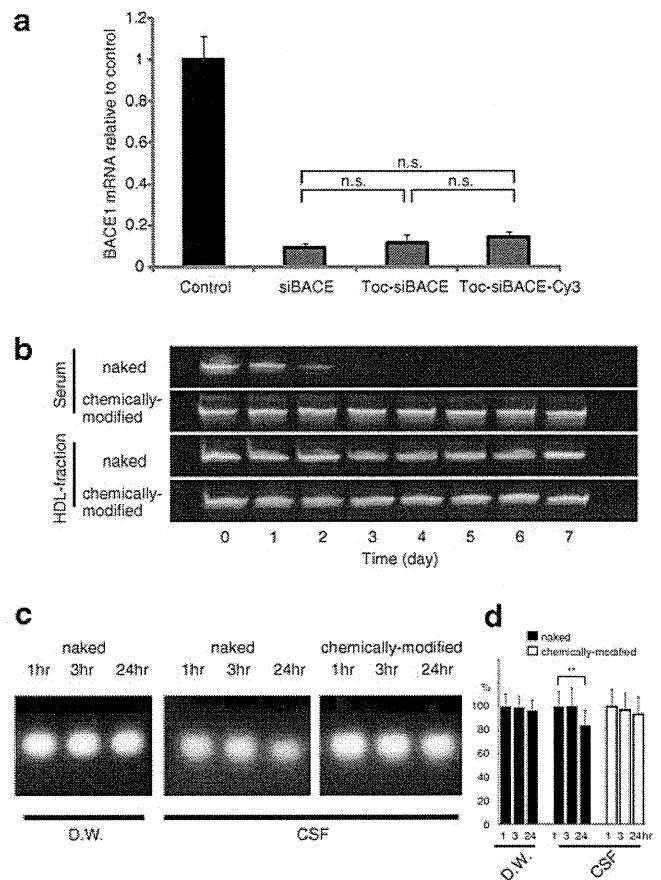 a
BACE1 mRNA relative to control
1.2
1
0.8
0.6
0.4
0.2
0
n.s.
n.s.
n.s.
Control
siBACE
Toc-siBACE
Toc-siBACE-Cy3
b
Serum
naked
chemically-
modified
HDL-fraction
naked
chemically-
modified
0 1 2 3 4 5 6 7
Time (day)
c
naked
naked
chemically-modified
1hr 3hr 24hr
1hr 3hr 24hr
1hr 3hr 24hr
D.W.
CSF
d
naked
chemically-modified
%
100
80
60
40
20
0
**
1 3 24 1 3 24 1 3 24hr
D.W.
CSF